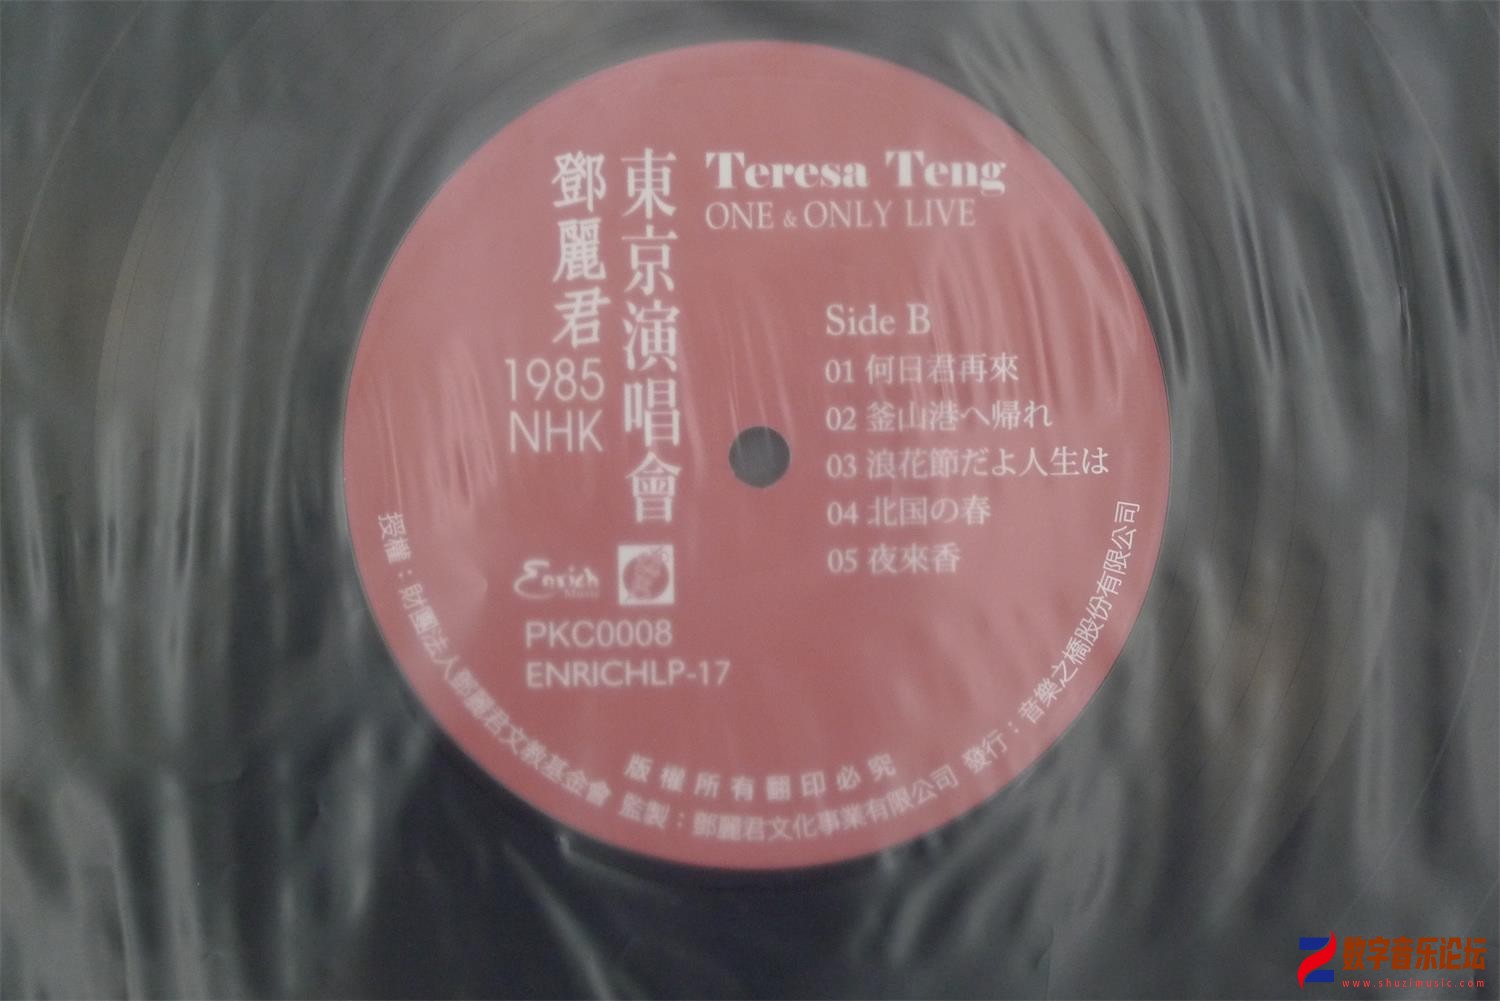 東京演唱會
鄧麗君
1985
NHK
Teresa Teng
ONE & ONLY LIVE
Side B
01 何日君再來
02 釜山港へ帰れ
03 浪花節だよ人生は
04 北国の春
05 夜來香
Enrich
Music
PKC0008
ENRICHLP-17
版權所有翻印必究
授權：財團法人鄧麗君文教基金會 監製：鄧麗君文化事業有限公司 發行：音樂之橋股份有限公司
数字音乐论坛
www.shuzimusic.com